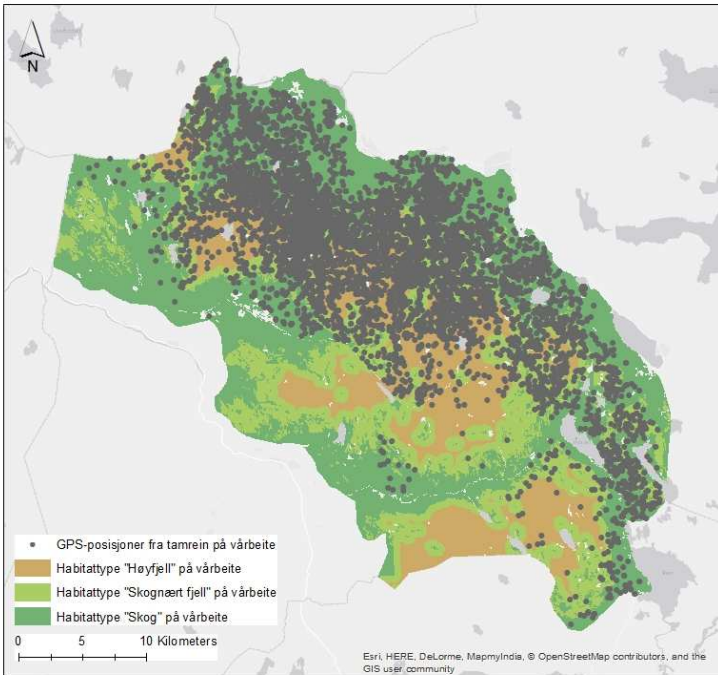 N
GPS-posisjoner fra tamrein på vårbeite
Habitattype "Høyfjell" på vårbeite
Habitattype "Skognært fjell" på vårbeite
Habitattype "Skog" på vårbeite
0 5 10 Kilometers
Esri, HERE, DeLorme, MapmyIndia, © OpenStreetMap contributors, and the
GIS user community